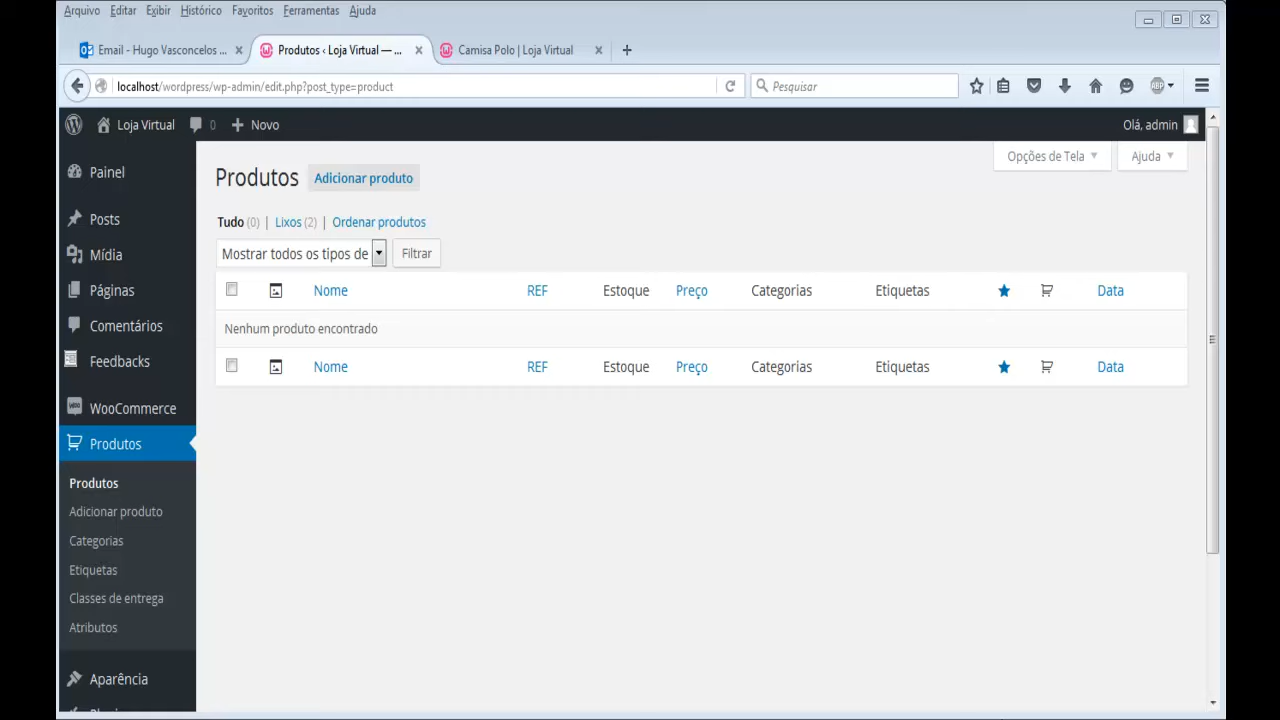 Arquivo Editar Exibir Histórico Favoritos Ferramentas Ajuda
Email - Hugo Vasconcelos ... Produtos ‹ Loja Virtual — ... Camisa Polo | Loja Virtual
localhost/wordpress/wp-admin/edit.php?post_type=product Pesquisar ABP
Loja Virtual 0 + Novo Olá, admin
Opções de Tela Ajuda
Painel
Posts
Mídia
Páginas
Comentários
Feedbacks
WooCommerce
Produtos
Produtos
Adicionar produto
Categorias
Etiquetas
Classes de entrega
Atributos
Aparência
Produtos Adicionar produto
Tudo (0) | Lixos (2) | Ordenar produtos
Mostrar todos os tipos de Filtrar
Nome REF Estoque Preço Categorias Etiquetas Data
Nenhum produto encontrado
Nome REF Estoque Preço Categorias Etiquetas Data